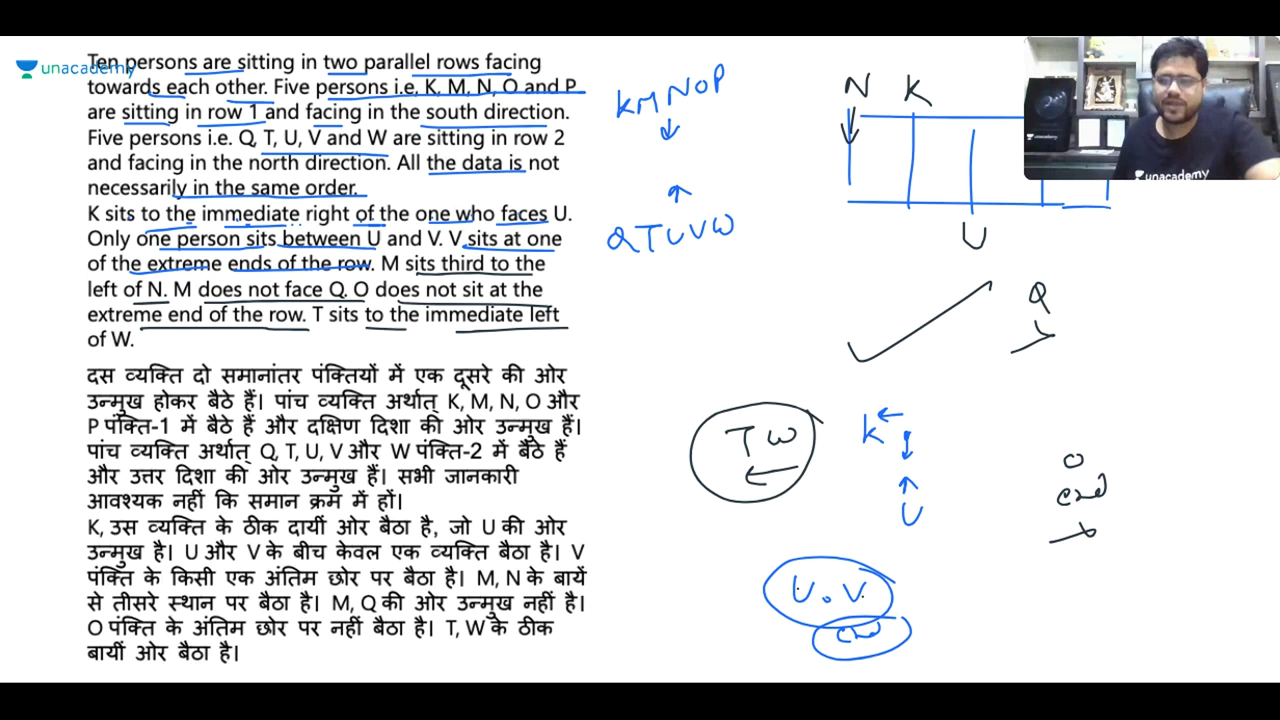 Ten persons are sitting in two parallel rows facing
unacademy
towards each other. Five persons i.e, K, M, N, O and P
are sitting in row 1 and facing in the south direction.
Five persons i.e. Q, T, U, V and W are sitting in row 2
and facing in the north direction. All the data is not
necessarily in the same order.
K sits to the immediate right of the one who faces U.
Only one person sits between U and V. V sits at one
of the extreme ends of the row. M sits third to the
left of N. M does not face Q. O does not sit at the
extreme end of the row. T sits to the immediate left
of W.
दस व्यक्ति दो समानांतर पंक्तियों में एक दूसरे की ओर
उन्मुख होकर बैठे हैं। पांच व्यक्ति अर्थात् K, M, N, O और
P पंक्ति-1 में बैठे हैं और दक्षिण दिशा की ओर उन्मुख हैं।
पांच व्यक्ति अर्थात् Q, T, U, V और W पंक्ति-2 में बैठे हैं
और उत्तर दिशा की ओर उन्मुख हैं। सभी जानकारी
आवश्यक नहीं कि समान क्रम में हों।
K, उस व्यक्ति के ठीक दायीं ओर बैठा है, जो U की ओर
उन्मुख है। U और V के बीच केवल एक व्यक्ति बैठा है। V
पंक्ति के किसी एक अंतिम छोर पर बैठा है। M, N के बायें
से तीसरे स्थान पर बैठा है। M, Q की ओर उन्मुख नहीं है।
O पंक्ति के अंतिम छोर पर नहीं बैठा है। T, W के ठीक
बायीं ओर बैठा है।
KMNOP
QTUVW
N K
U
Q
T W
K
U
O
end
U . V
end
unacademy